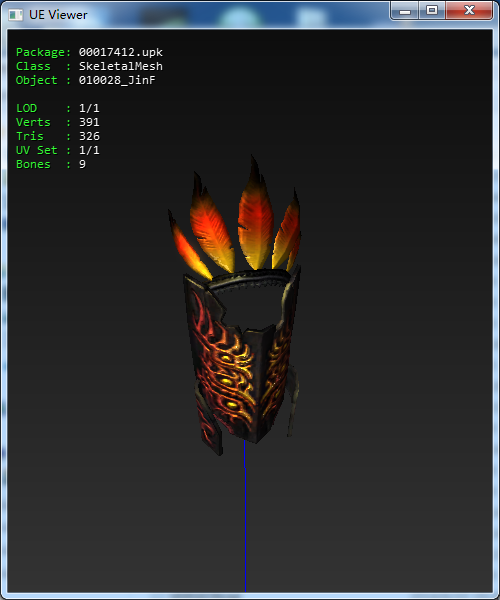 UE Viewer
Package: 00017412.upk
Class : SkeletalMesh
Object : 010028_JinF
LOD : 1/1
Verts : 391
Tris : 326
UV Set : 1/1
Bones : 9